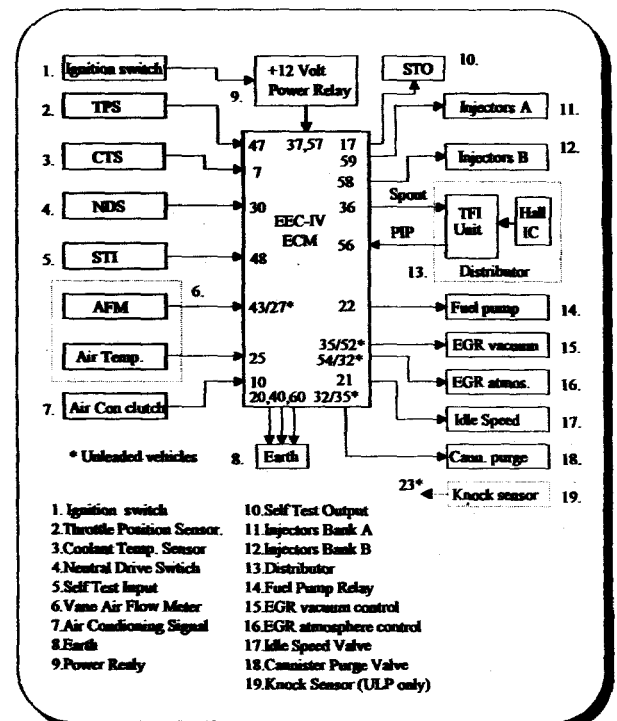 1. Ignition switch
+12 Volt
Power Relay
9.
STO
10.
2. TPS
47
37,57
17
Injectors A
11.
59
3. CTS
7
58
Injectors B
12.
4. NDS
30
EEC-IV
ECM
36
Spout
TFI
Unit
Hall
IC
56
PIP
13. Distributor
5. STI
48
6.
AFM
43/27*
22
Fuel pump
14.
35/52*
EGR vacuum
15.
Air Temp.
25
54/32*
EGR atmos.
16.
7. Air Con clutch
10
21
Idle Speed
17.
20,40,60
32/35*
* Unleaded vehicles
8. Earth
Cann. purge
18.
23*
Knock sensor
19.
1. Ignition switch
2.Throttle Position Sensor.
3.Coolant Temp. Sensor
4.Neutral Drive Swtich
5.Self Test Input
6.Vane Air Flow Meter
7.Air Condioning Signal
8.Earth
9.Power Realy
10.Self Test Output
11.Injectors Bank A
12.Injectors Bank B
13.Distributor
14.Fuel Pump Relay
15.EGR vacuum control
16.EGR atmosphere control
17.Idle Speed Valve
18.Cannister Purge Valve
19.Knock Sensor (ULP only)